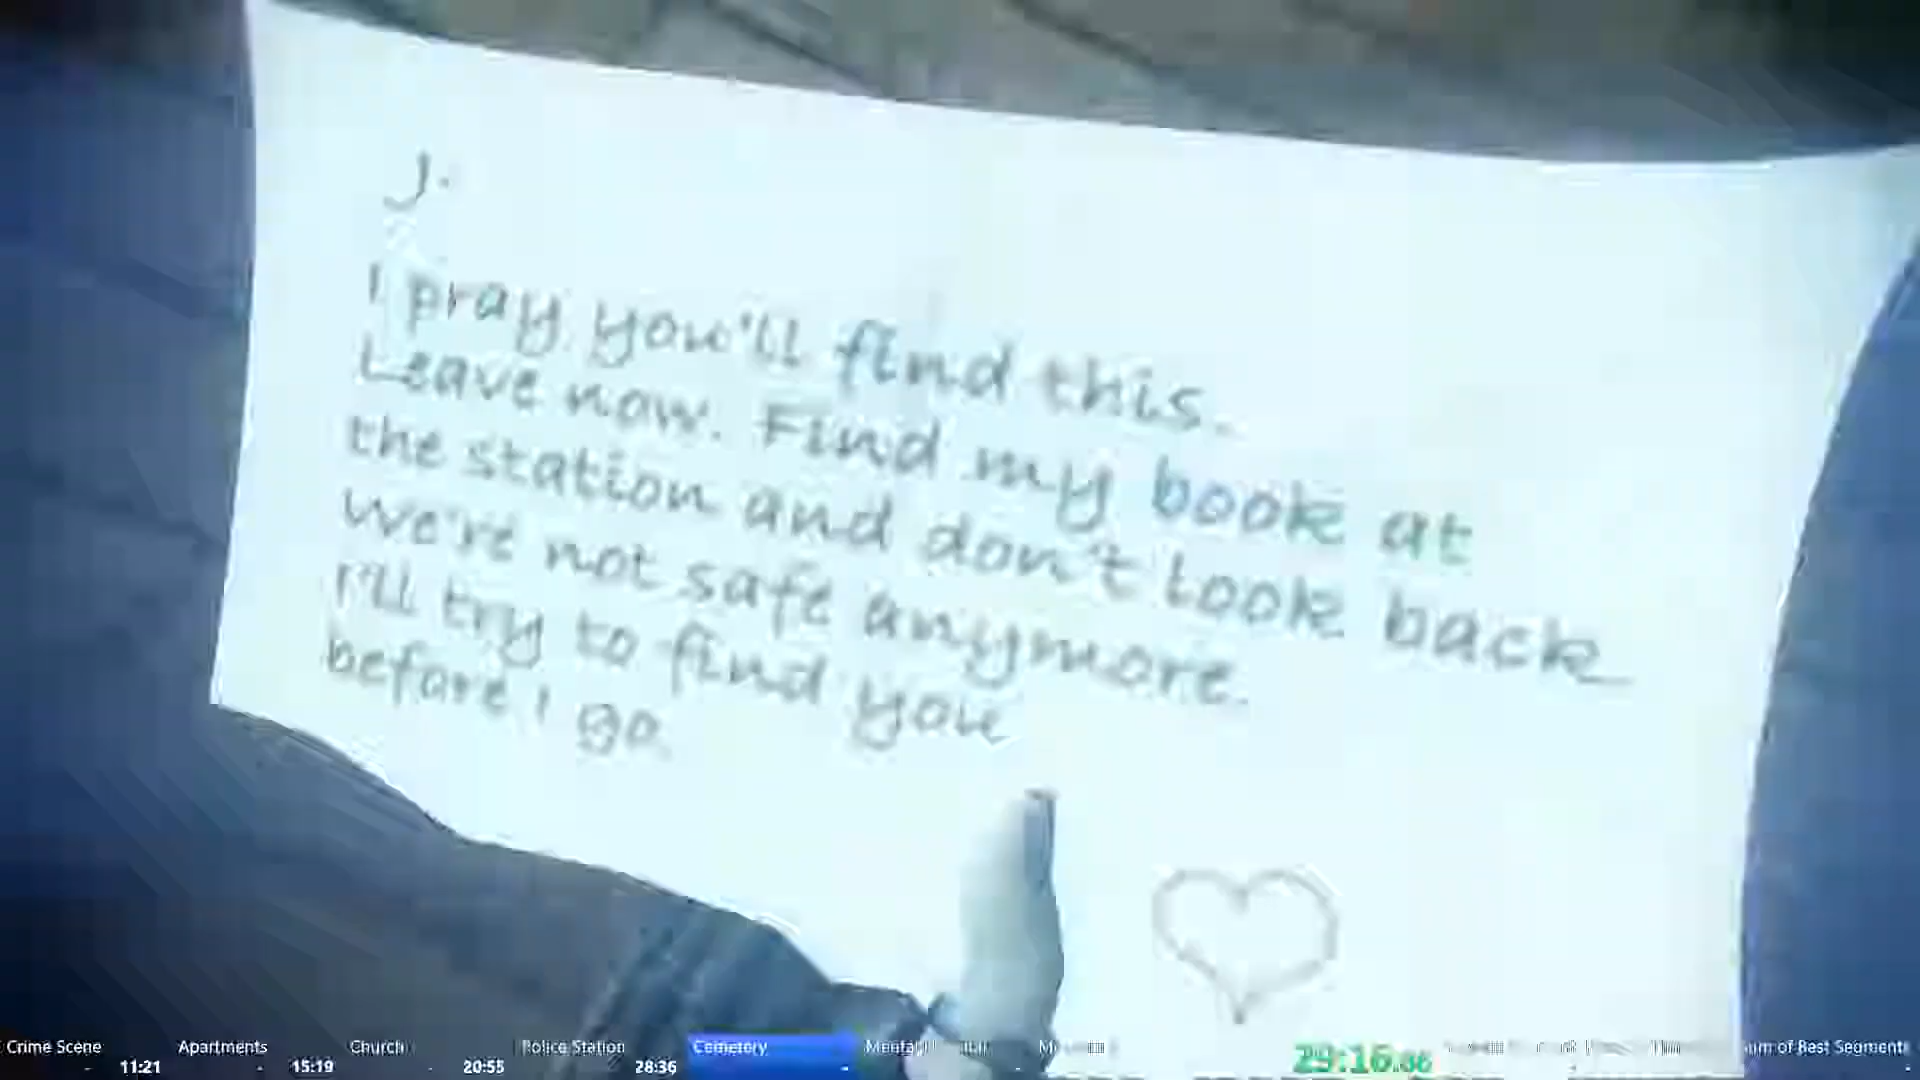 J.
I pray you'll find this.
Leave now. Find my book at
the station and don't look back
We're not safe anymore.
I'll try to find you
before I go.
Crime Scene Apartments Church Police Station Cemetery
- 11:21 - 15:19 - 20:55 28:36 - 29:16 Sum of Best Segments